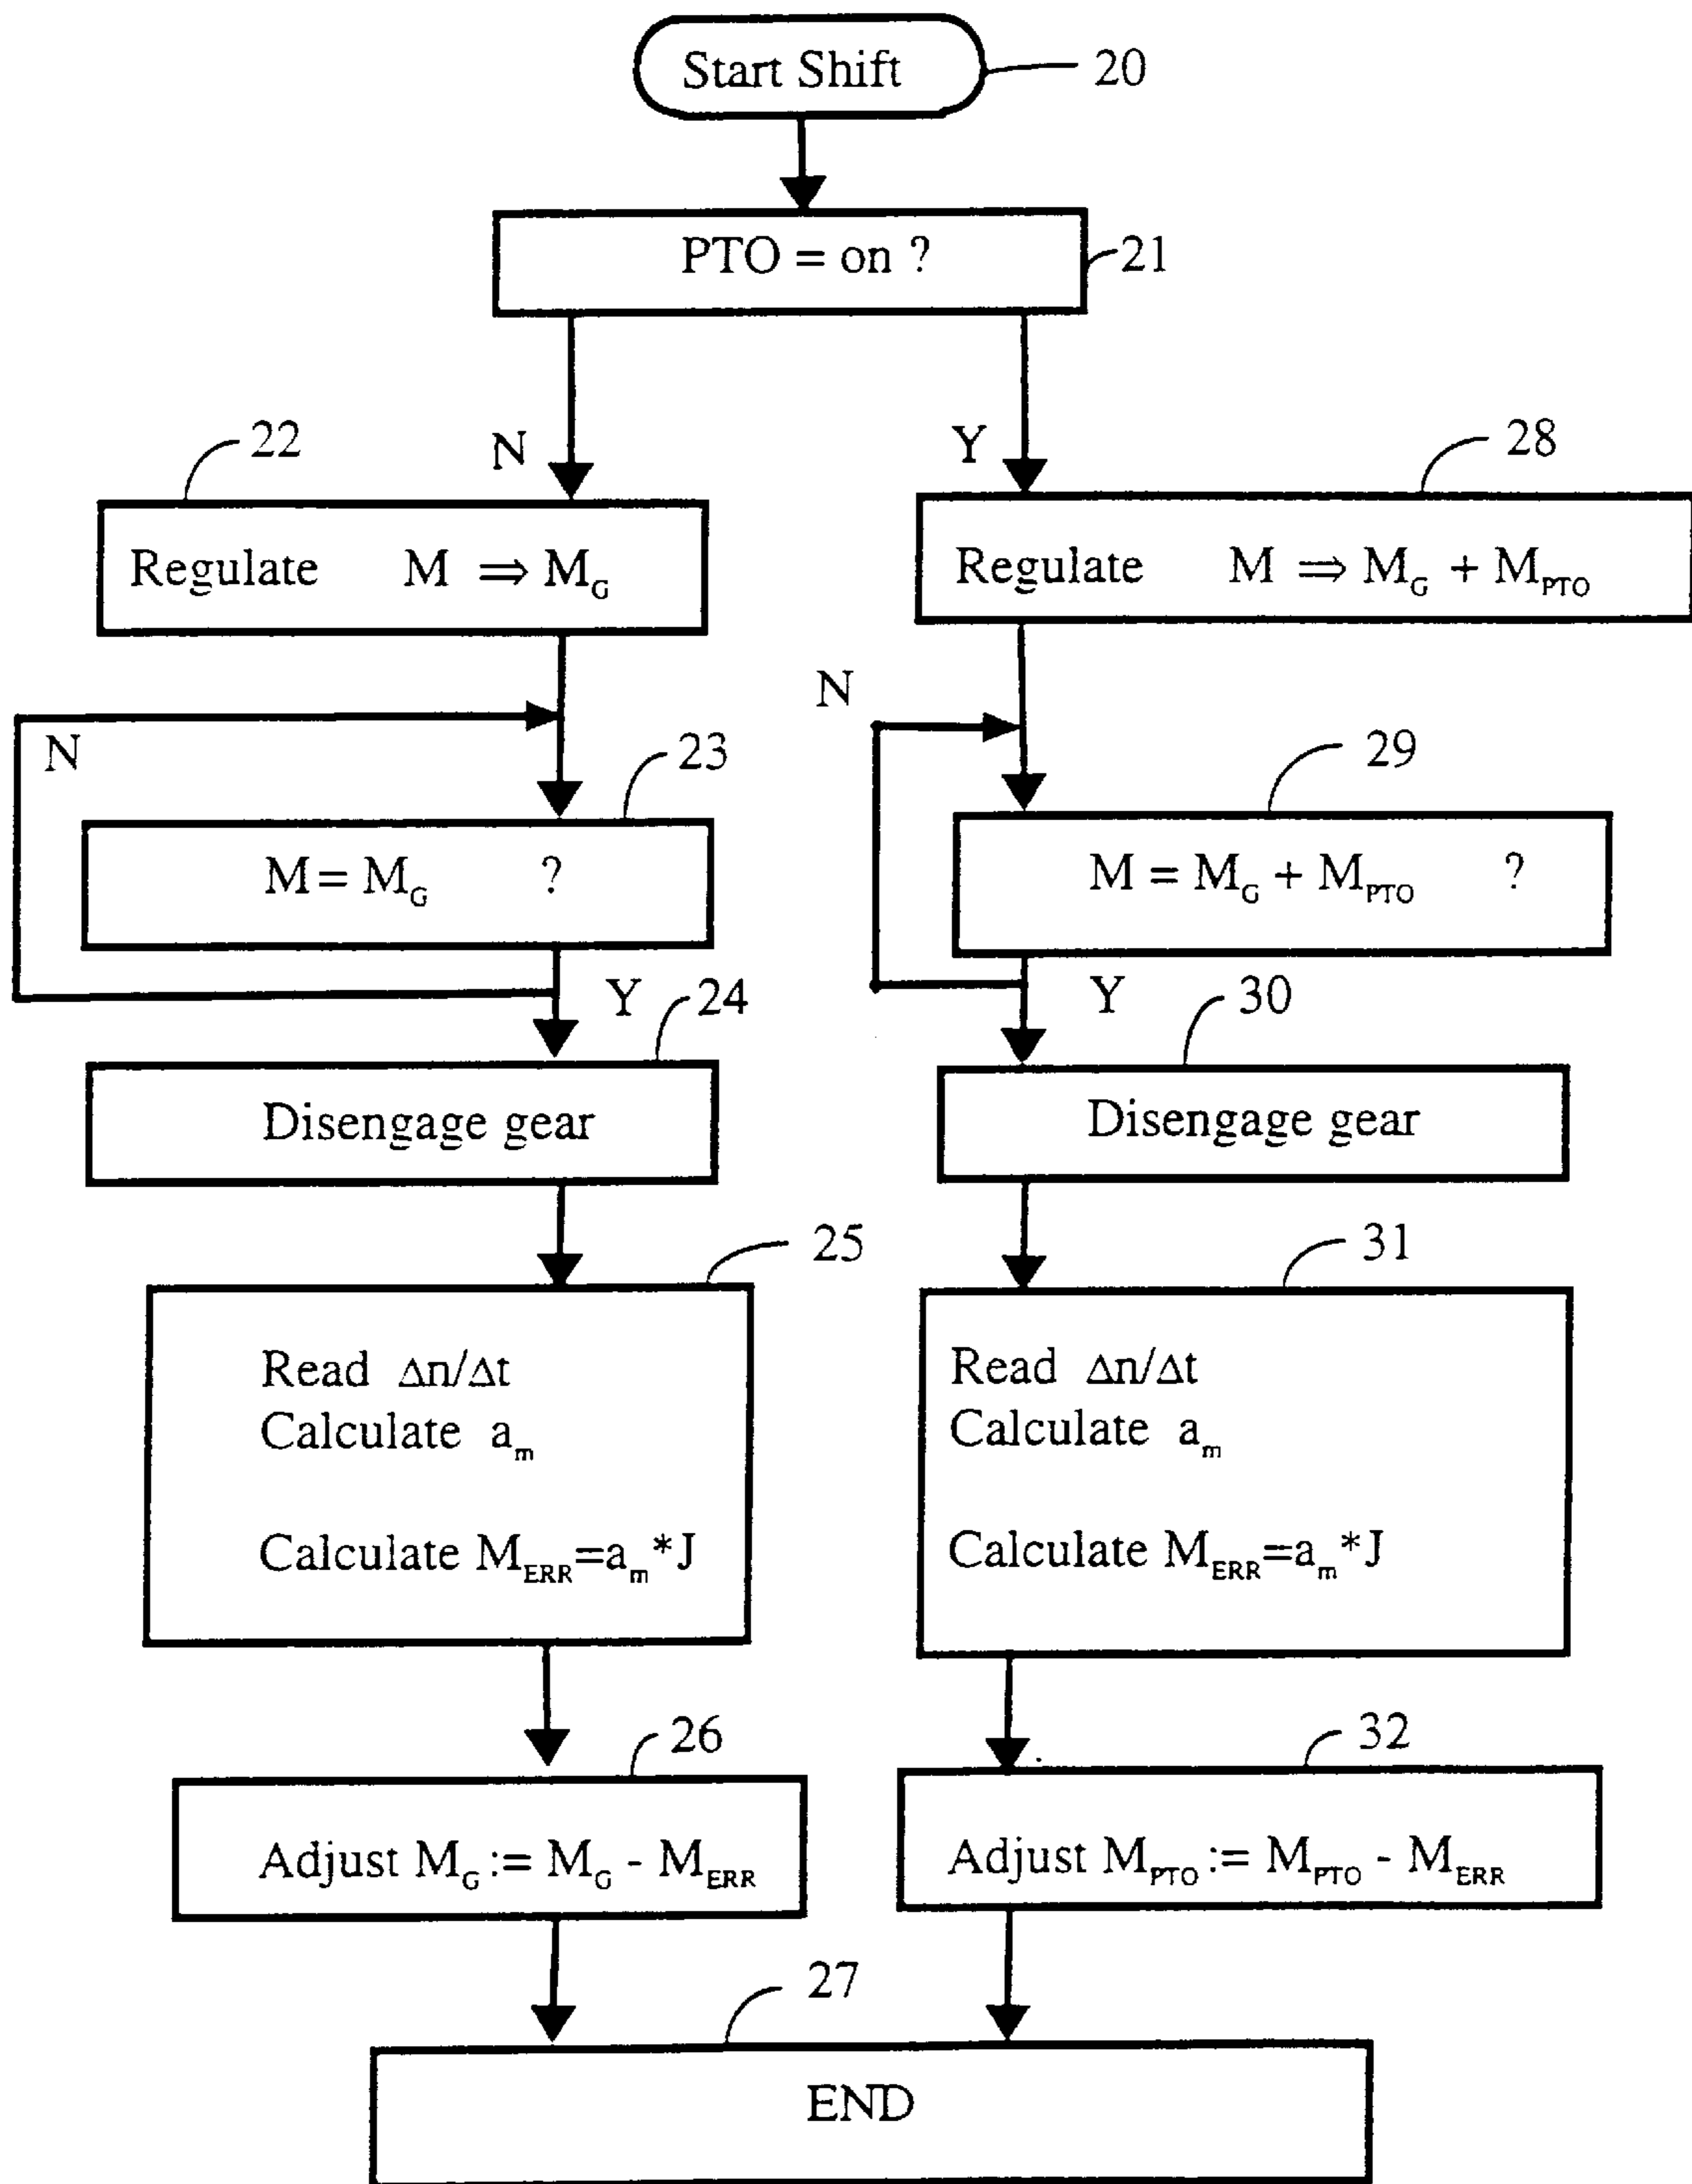 Start Shift
20
PTO = on ?
21
22
N
Y
28
Regulate M ⇒ M_G
Regulate M ⇒ M_G + M_PTO
N
N
23
29
M = M_G ?
M = M_G + M_PTO ?
Y
24
Y
30
Disengage gear
Disengage gear
25
31
Read Δn/Δt
Calculate a_m
Calculate M_ERR=a_m*J
Read Δn/Δt
Calculate a_m
Calculate M_ERR=a_m*J
26
32
Adjust M_G := M_G - M_ERR
Adjust M_PTO := M_PTO - M_ERR
27
END